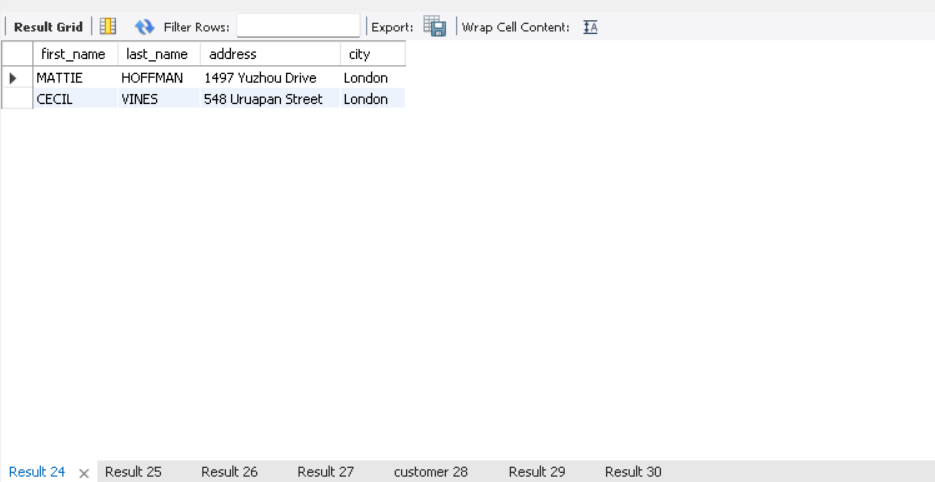 Result Grid Filter Rows: Export: Wrap Cell Content: IA
first_name last_name address city
MATTIE HOFFMAN 1497 Yuzhou Drive London
CECIL VINES 548 Uruapan Street London
Result 24 × Result 25 Result 26 Result 27 customer 28 Result 29 Result 30